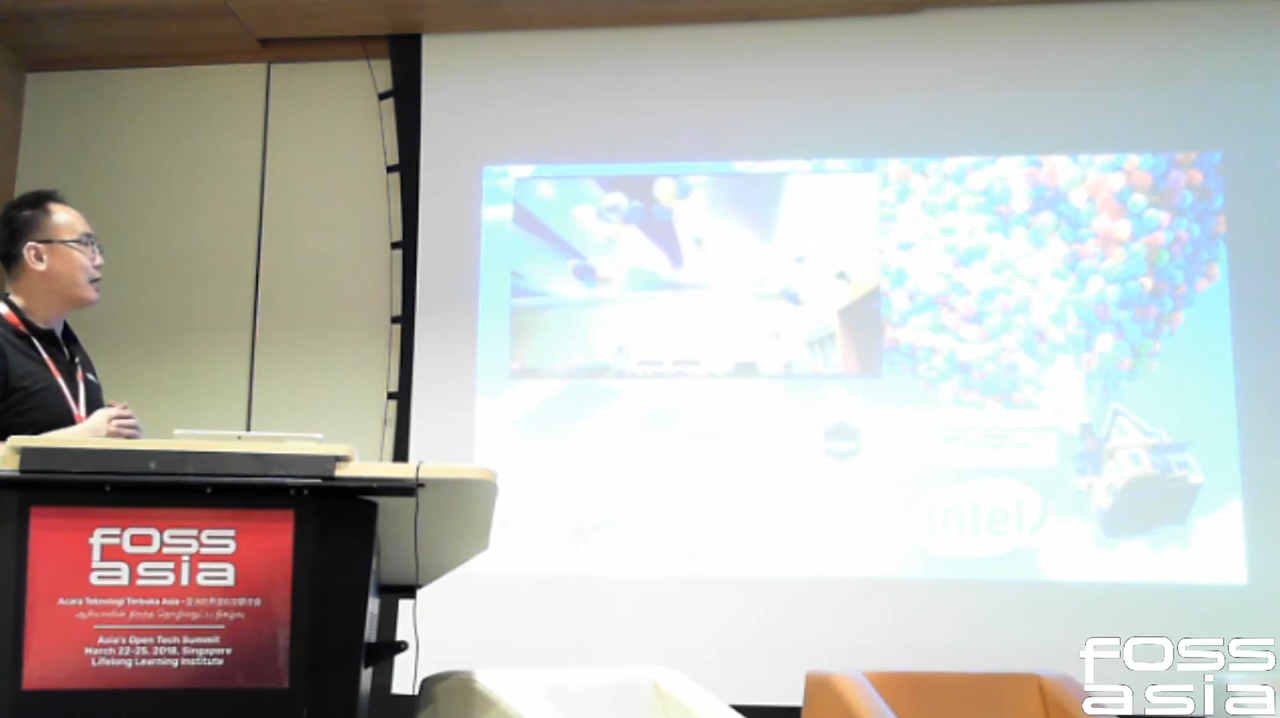 intel
foss
asia
Acara Teknologi Terbuka Asia
Asia's Open Tech Summit
March 22-25, 2018, Singapore
Lifelong Learning Institute
foss
asia